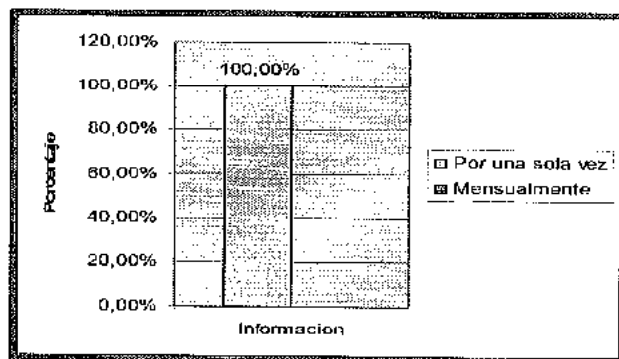 120,00%
100,00%
100,00%
80,00%
60,00%
40,00%
20,00%
0,00%
Porcentaje
Informacion
Por una sola vez
Mensualmente